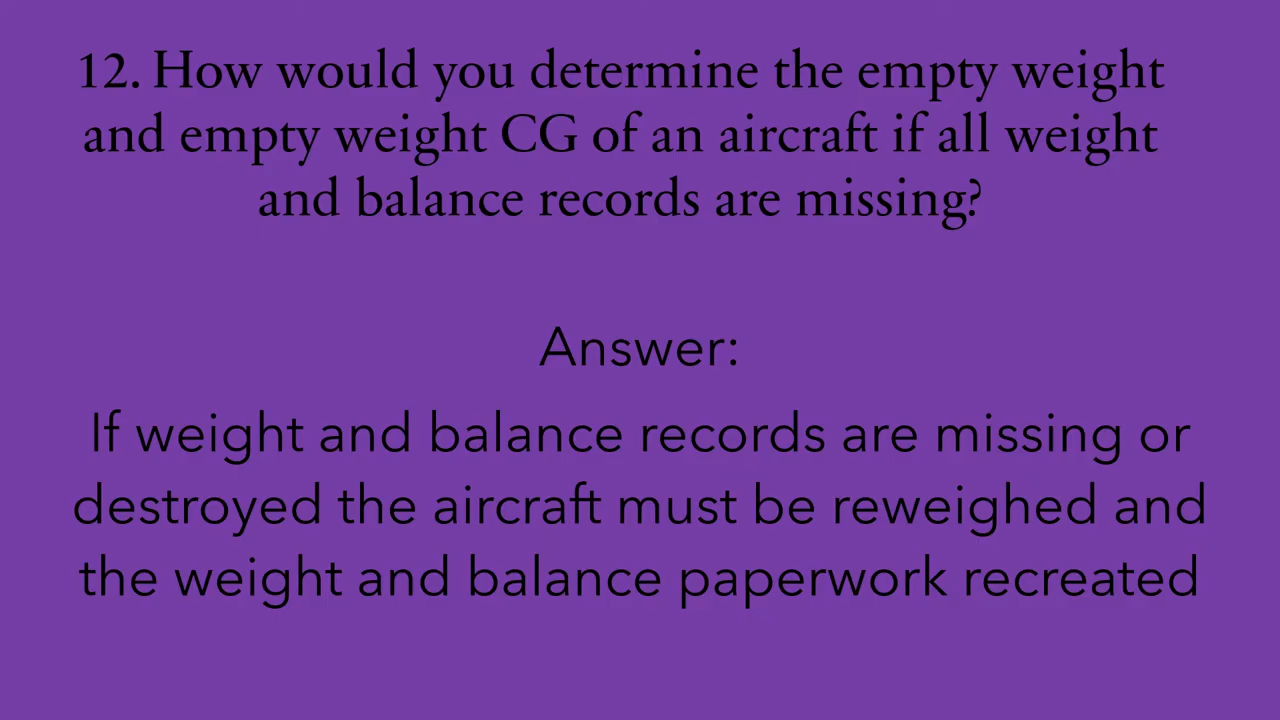 12. How would you determine the empty weight
and empty weight CG of an aircraft if all weight
and balance records are missing?
Answer:
If weight and balance records are missing or
destroyed the aircraft must be reweighed and
the weight and balance paperwork recreated